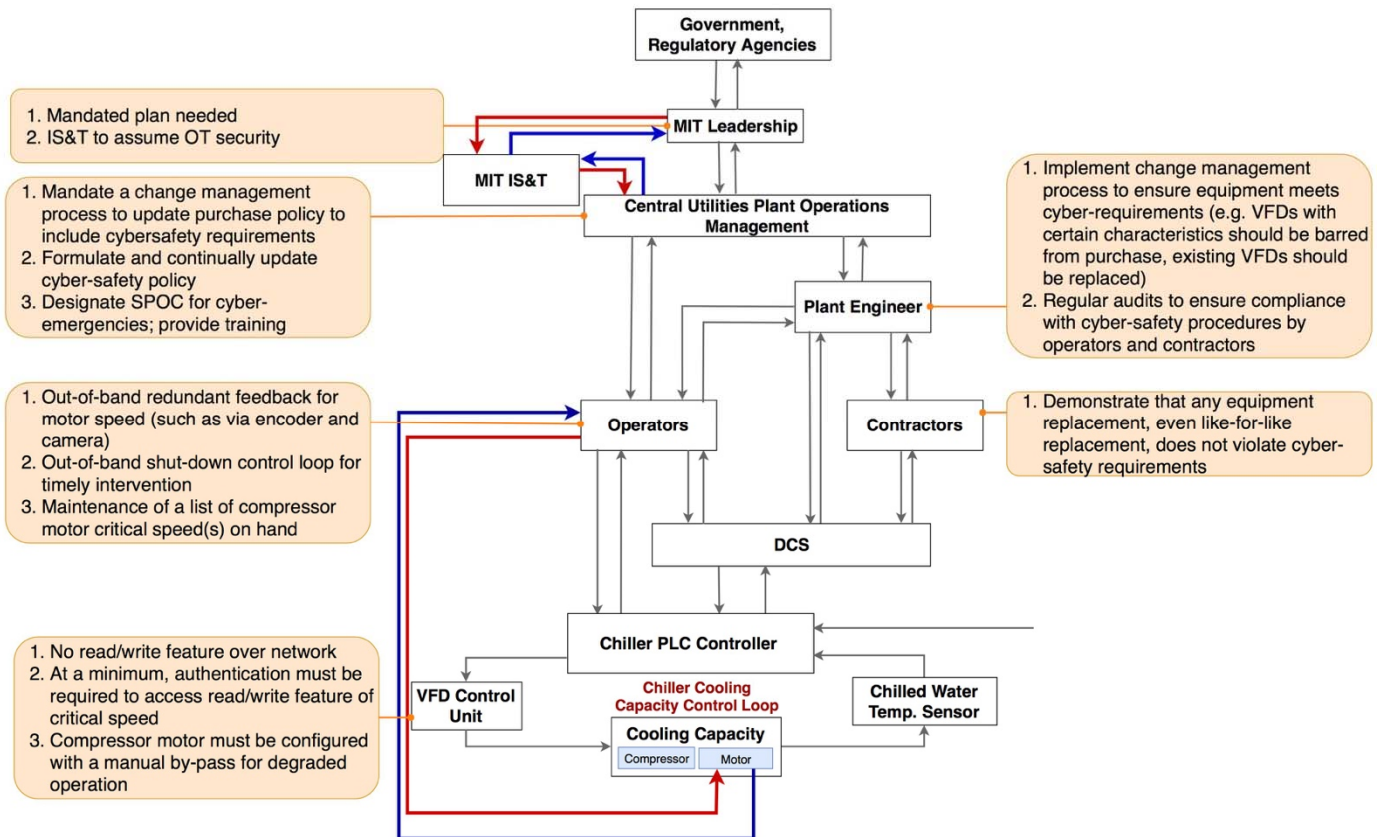 Government,
Regulatory Agencies
1. Mandated plan needed
2. IS&T to assume OT security
MIT Leadership
MIT IS&T
1. Mandate a change management
process to update purchase policy to
include cybersafety requirements
2. Formulate and continually update
cyber-safety policy
3. Designate SPOC for cyber-
emergencies; provide training
Central Utilities Plant Operations
Management
1. Implement change management
process to ensure equipment meets
cyber-requirements (e.g. VFDs with
certain characteristics should be barred
from purchase, existing VFDs should
be replaced)
2. Regular audits to ensure compliance
with cyber-safety procedures by
operators and contractors
Plant Engineer
1. Out-of-band redundant feedback for
motor speed (such as via encoder and
camera)
2. Out-of-band shut-down control loop for
timely intervention
3. Maintenance of a list of compressor
motor critical speed(s) on hand
Operators
Contractors
1. Demonstrate that any equipment
replacement, even like-for-like
replacement, does not violate cyber-
safety requirements
DCS
Chiller PLC Controller
1. No read/write feature over network
2. At a minimum, authentication must be
required to access read/write feature of
critical speed
3. Compressor motor must be configured
with a manual by-pass for degraded
operation
VFD Control
Unit
Chiller Cooling
Capacity Control Loop
Cooling Capacity
Compressor
Motor
Chilled Water
Temp. Sensor